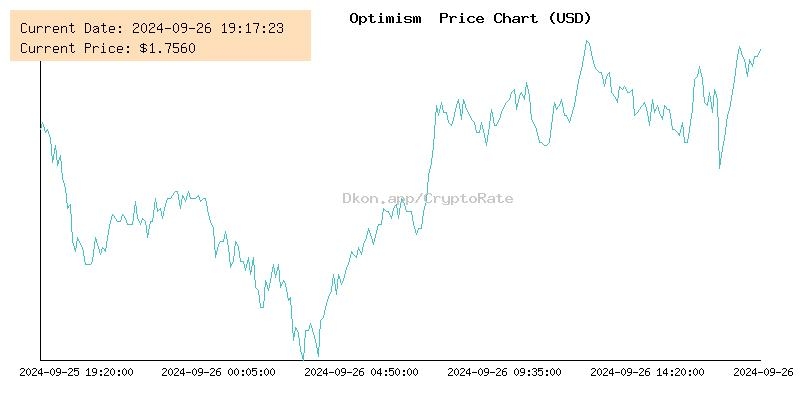 Optimism Price Chart (USD)
Current Date: 2024-09-26 19:17:23
Current Price: $1.7560
Dkon.app/CryptoRate
2024-09-25 19:20:00 2024-09-26 00:05:00 2024-09-26 04:50:00 2024-09-26 09:35:00 2024-09-26 14:20:00 2024-09-26